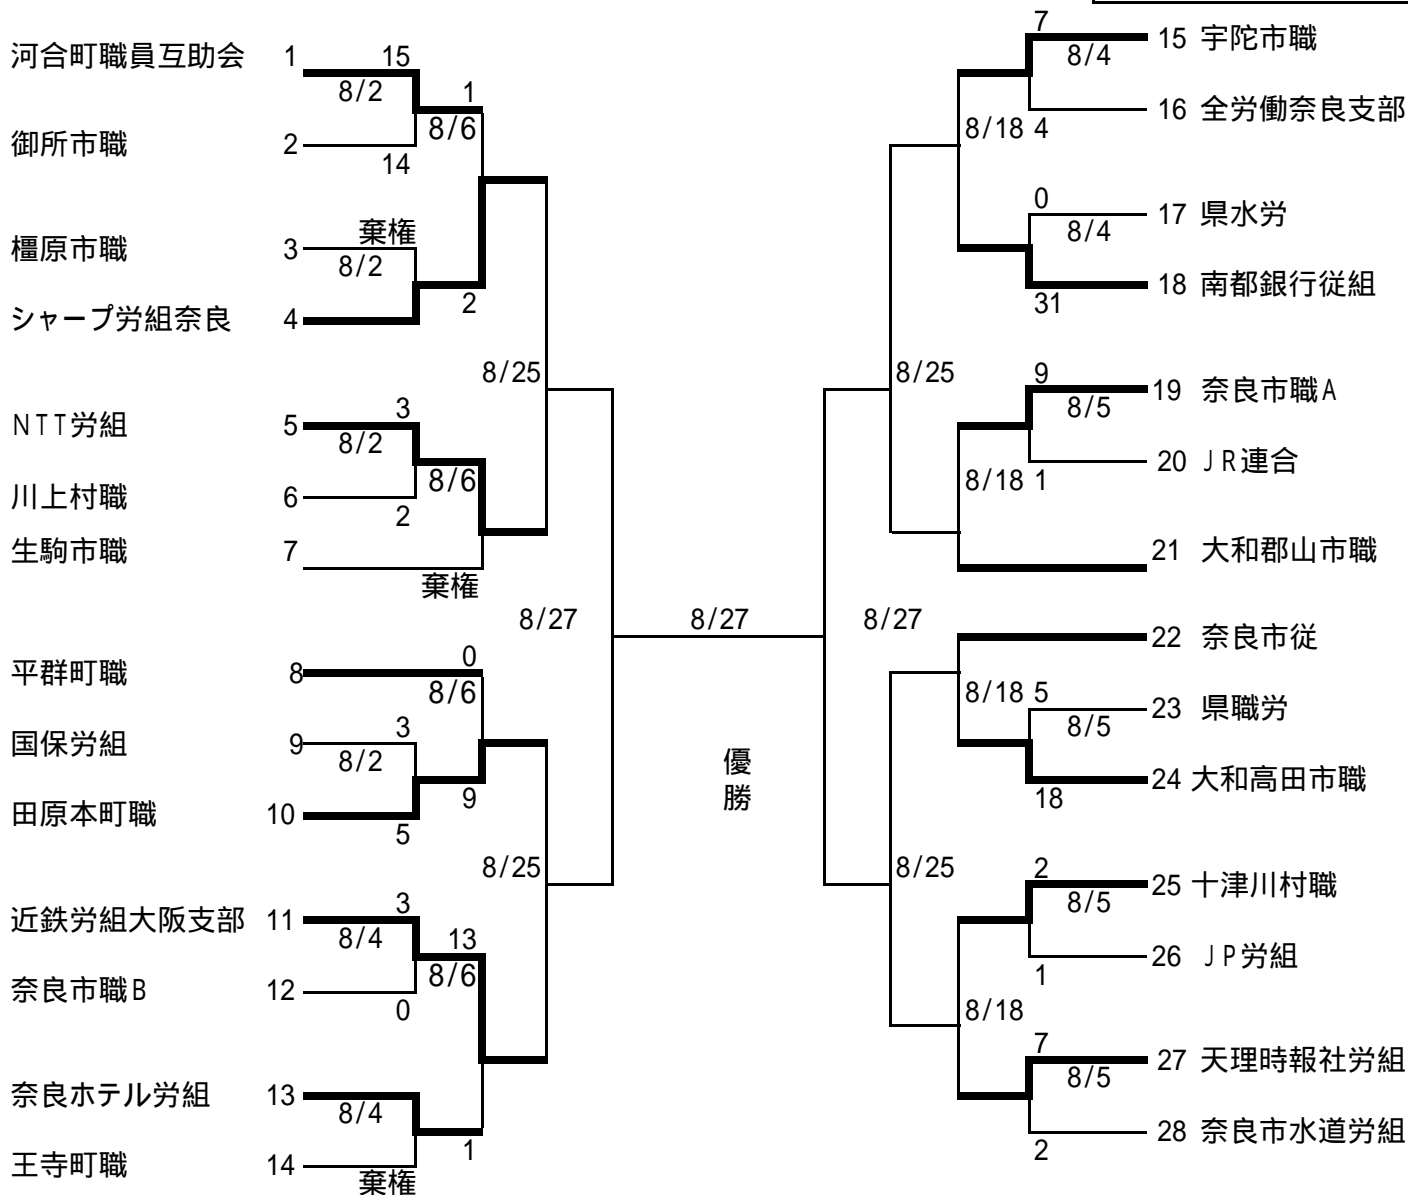 河合町職員互助会 1 15
8/2 1
8/6
御所市職 2
14
棄権
橿原市職 3
8/2
シャープ労組奈良 4 2
8/25
NTT労組 5 3
8/2
8/6
川上村職 6
2
生駒市職 7
棄権
8/27
平群町職 8 0
8/6
国保労組 9 3
8/2
田原本町職 10 9
5
8/25
近鉄労組大阪支部 11 3
8/4 13
8/6
奈良市職B 12
0
奈良ホテル労組 13
8/4
1
王寺町職 14
棄権
8/27
優
勝
7
15 宇陀市職
8/4
16 全労働奈良支部
8/18 4
0
17 県水労
8/4
18 南都銀行従組
31
8/25
9
19 奈良市職A
8/5
20 JR連合
8/18 1
21 大和郡山市職
8/27
22 奈良市従
8/18 5
23 県職労
8/5
24 大和高田市職
18
8/25
2
25 十津川村職
8/5
26 JP労組
1
8/18
7
27 天理時報社労組
8/5
28 奈良市水道労組
2